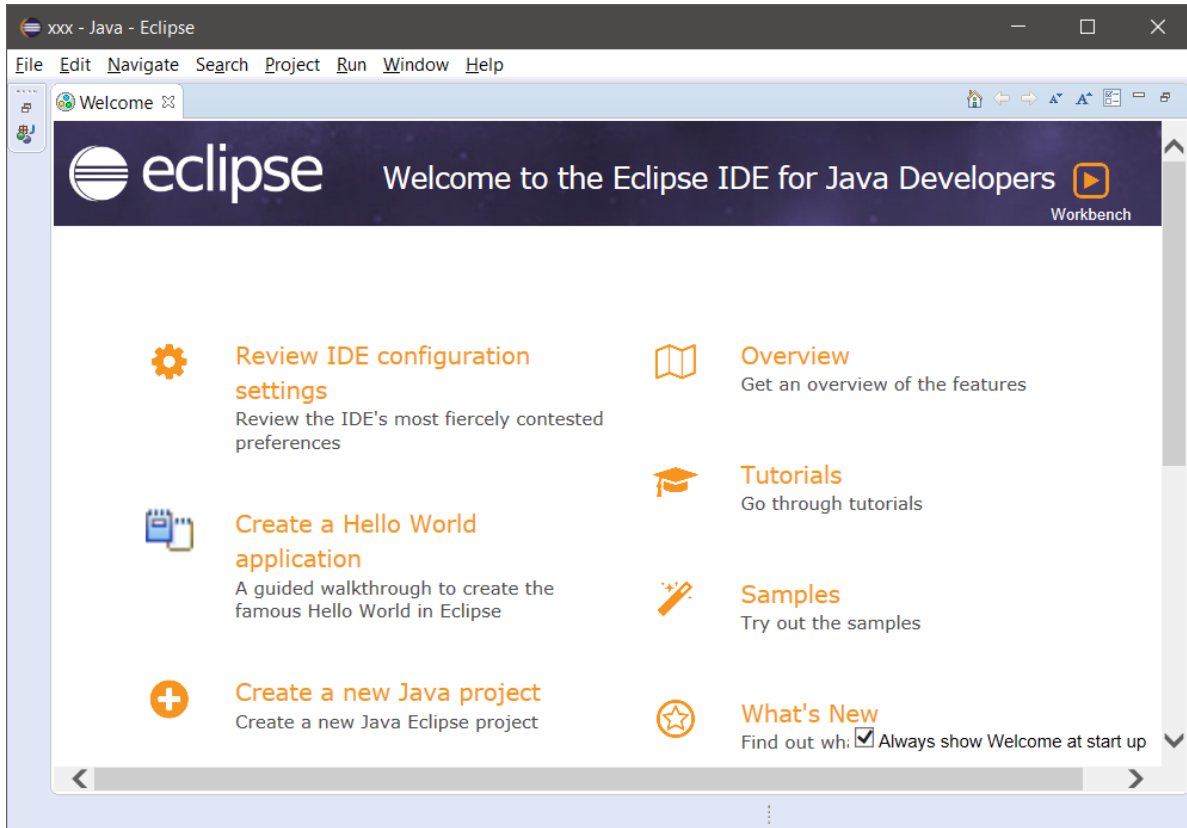 xxx - Java - Eclipse
File Edit Navigate Search Project Run Window Help
Welcome
eclipse Welcome to the Eclipse IDE for Java Developers
Workbench
Review IDE configuration
settings
Review the IDE's most fiercely contested
preferences
Create a Hello World
application
A guided walkthrough to create the
famous Hello World in Eclipse
Create a new Java project
Create a new Java Eclipse project
Overview
Get an overview of the features
Tutorials
Go through tutorials
Samples
Try out the samples
What's New
Find out
Always show Welcome at start up